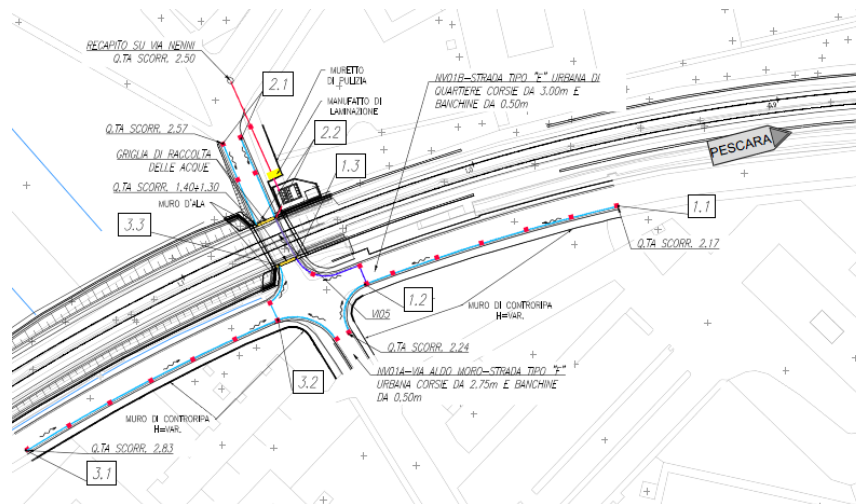 RECAPITO SU VIA NENNI
Q.TA SCORR. 2.50
2.1
MURETTO
DI PULIZIA
MANUFATTO DI
LAMINAZIONE
NV01B-STRADA TIPO "E" URBANA DI
QUARTIERE CORSIE DA 3.00m E
BANCHINE DA 0.50m
Q.TA SCORR. 2.57
2.2
GRIGLIA DI RACCOLTA
DELLE ACQUE
1.3
PESCARA
Q.TA SCORR. 1.40÷1.30
MURO D'ALA
3.3
1.1
Q.TA SCORR. 2.17
1.2
MURO DI CONTRORIPA
H=VAR.
VI05
Q.TA SCORR. 2.24
3.2
NV01A-VIA ALDO MORO-STRADA TIPO "E"
URBANA CORSIE DA 2.75m E BANCHINE
DA 0,50m
MURO DI CONTRORIPA
H=VAR.
Q.TA SCORR. 2.83
3.1